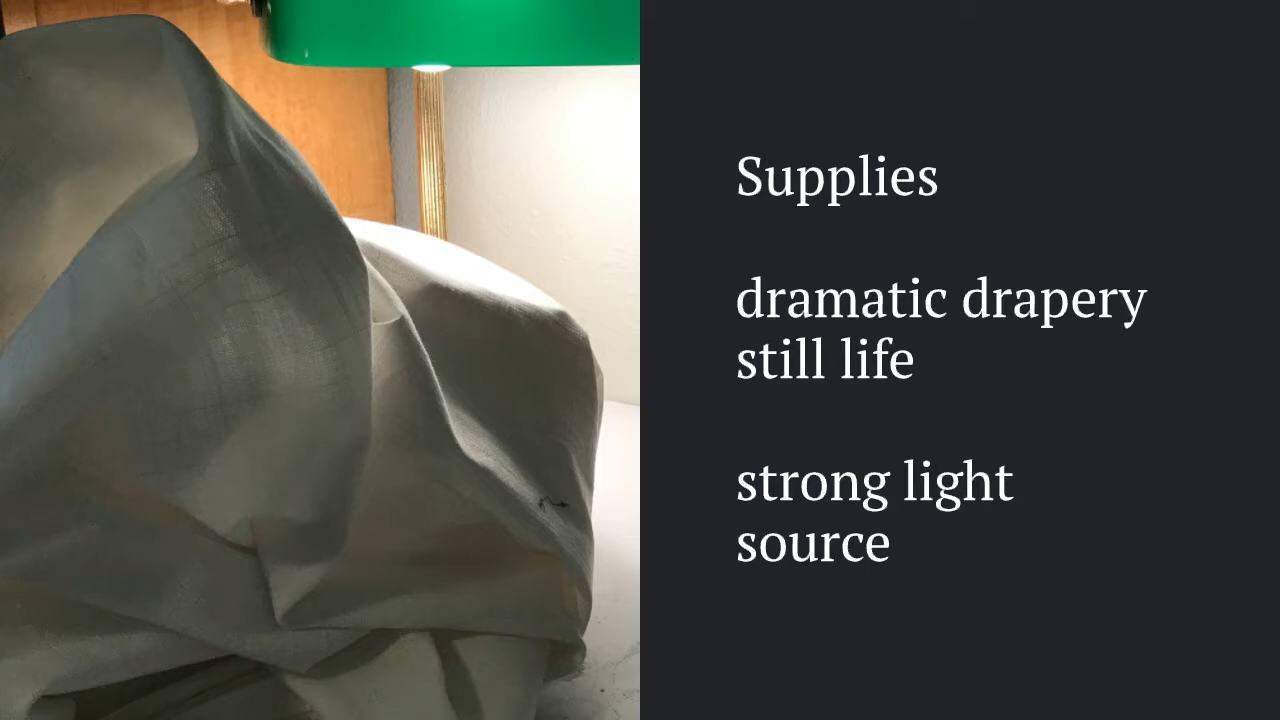 Supplies
dramatic drapery
still life
strong light
source